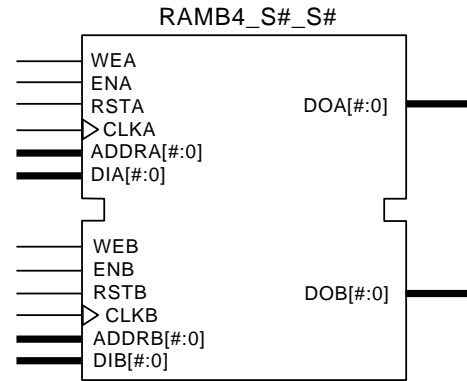 RAMB4_S#_S#
WEA
ENA
RSTA
CLKA
ADDRA[#:0]
DIA[#:0]
DOA[#:0]
WEB
ENB
RSTB
CLKB
ADDRB[#:0]
DIB[#:0]
DOB[#:0]